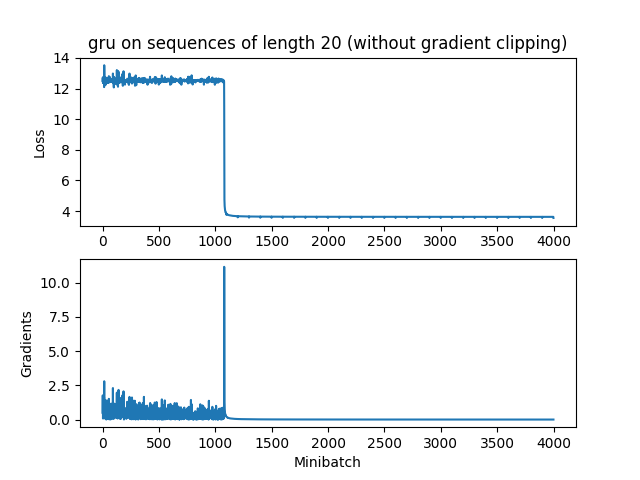 gru on sequences of length 20 (without gradient clipping)
14
12
10
8
6
4
Loss
0 500 1000 1500 2000 2500 3000 3500 4000
10.0
7.5
5.0
2.5
0.0
Gradients
0 500 1000 1500 2000 2500 3000 3500 4000
Minibatch